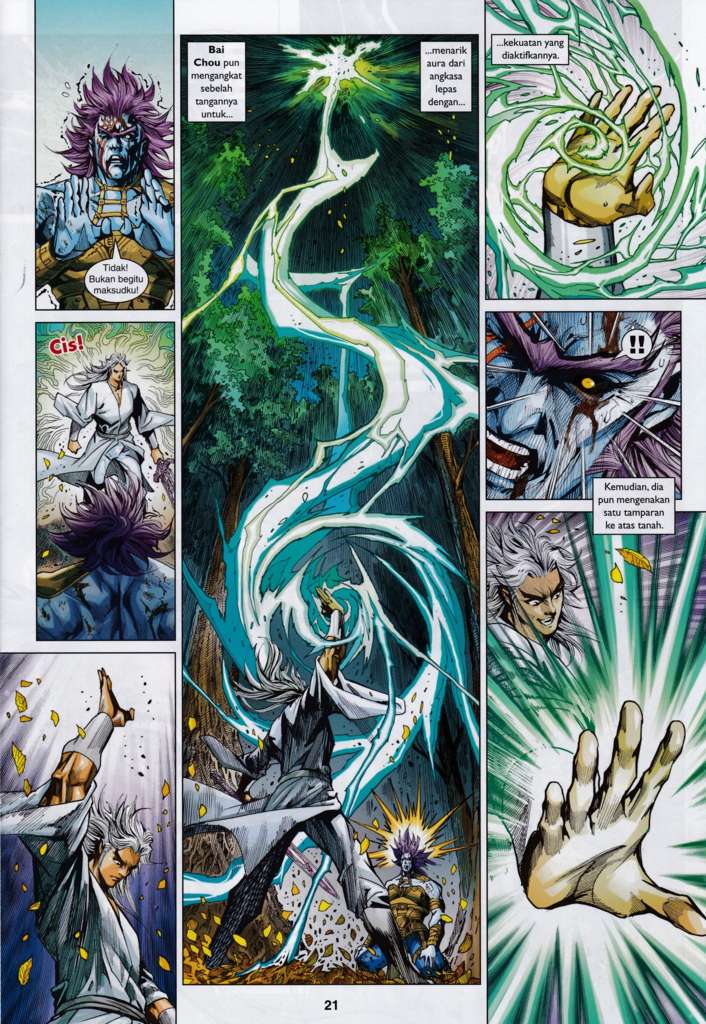 Tidak!
Bukan begitu
maksudku!
Cis!
Bai
Chou pun
mengangkat
sebelah
tangannya
untuk...
...menarik
aura dari
angkasa
lepas
dengan...
...kekuatan yang
diaktifkannya.
!!
Kemudian, dia
pun mengenakan
satu tamparan
ke atas tanah.
21